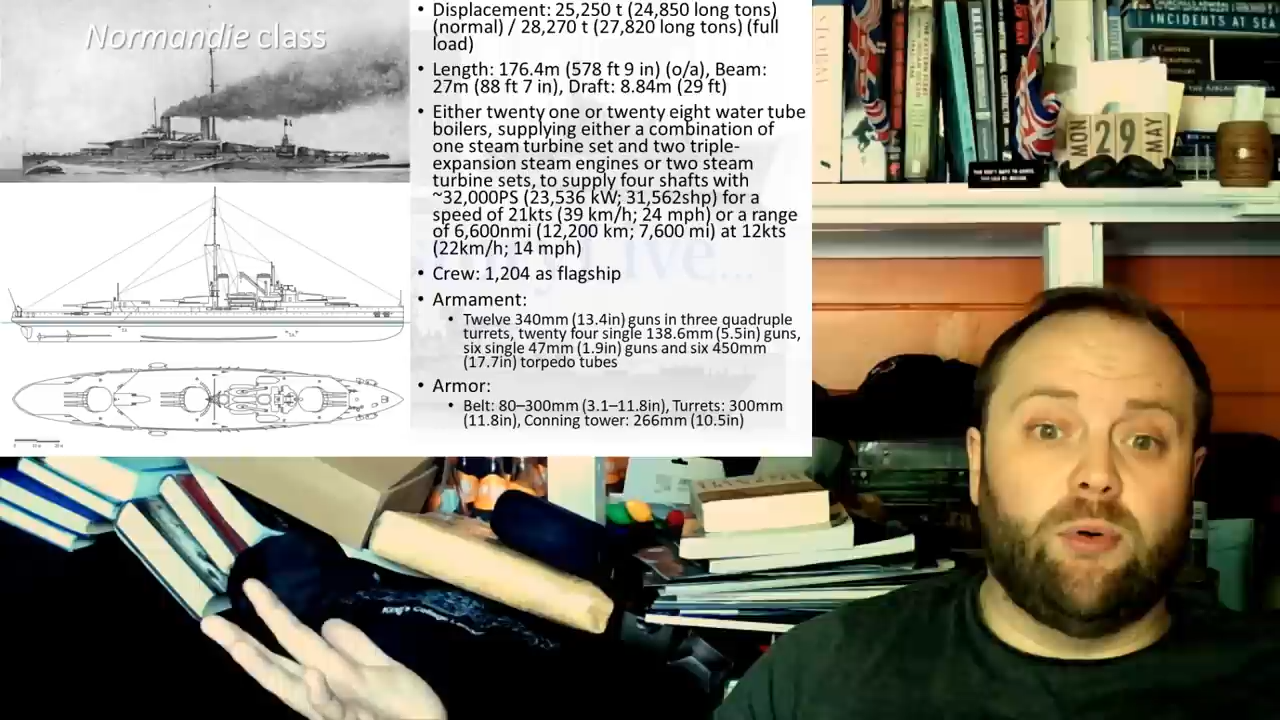 Normandie class
• Displacement: 25,250 t (24,850 long tons)
(normal) / 28,270 t (27,820 long tons) (full
load)
• Length: 176.4m (578 ft 9 in) (o/a), Beam:
27m (88 ft 7 in), Draft: 8.84m (29 ft)
• Either twenty one or twenty eight water tube
boilers, supplying either a combination of
one steam turbine set and two triple-
expansion steam engines or two steam
turbine sets, to supply four shafts with
~32,000PS (23,536 kW; 31,562shp) for a
speed of 21kts (39 km/h; 24 mph) or a range
of 6,600nmi (12,200 km; 7,600 mi) at 12kts
(22km/h; 14 mph)
• Crew: 1,204 as flagship
• Armament:
• Twelve 340mm (13.4in) guns in three quadruple
turrets, twenty four single 138.6mm (5.5in) guns,
six single 47mm (1.9in) guns and six 450mm
(17.7in) torpedo tubes
• Armor:
• Belt: 80–300mm (3.1–11.8in), Turrets: 300mm
(11.8in), Conning tower: 266mm (10.5in)
INCIDENTS AT SEA
MON 29 MAY
King's